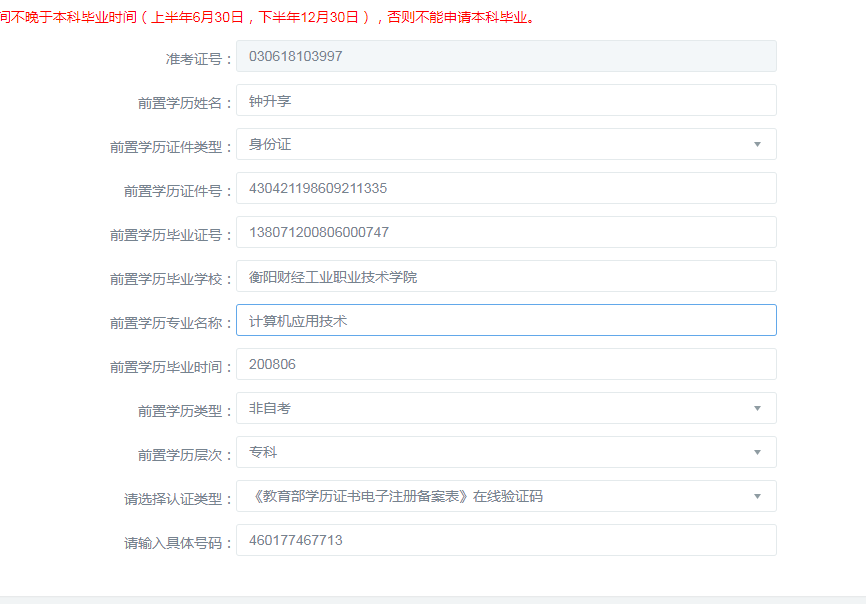 间不晚于本科毕业时间（上半年6月30日，下半年12月30日），否则不能申请本科毕业。
准考证号： 030618103997
前置学历姓名： 钟升享
前置学历证件类型： 身份证
前置学历证件号： 430421198609211335
前置学历毕业证号： 138071200806000747
前置学历毕业学校： 衡阳财经工业职业技术学院
前置学历专业名称： 计算机应用技术
前置学历毕业时间： 200806
前置学历类型： 非自考
前置学历层次： 专科
请选择认证类型： 《教育部学历证书电子注册备案表》在线验证码
请输入具体号码： 460177467713